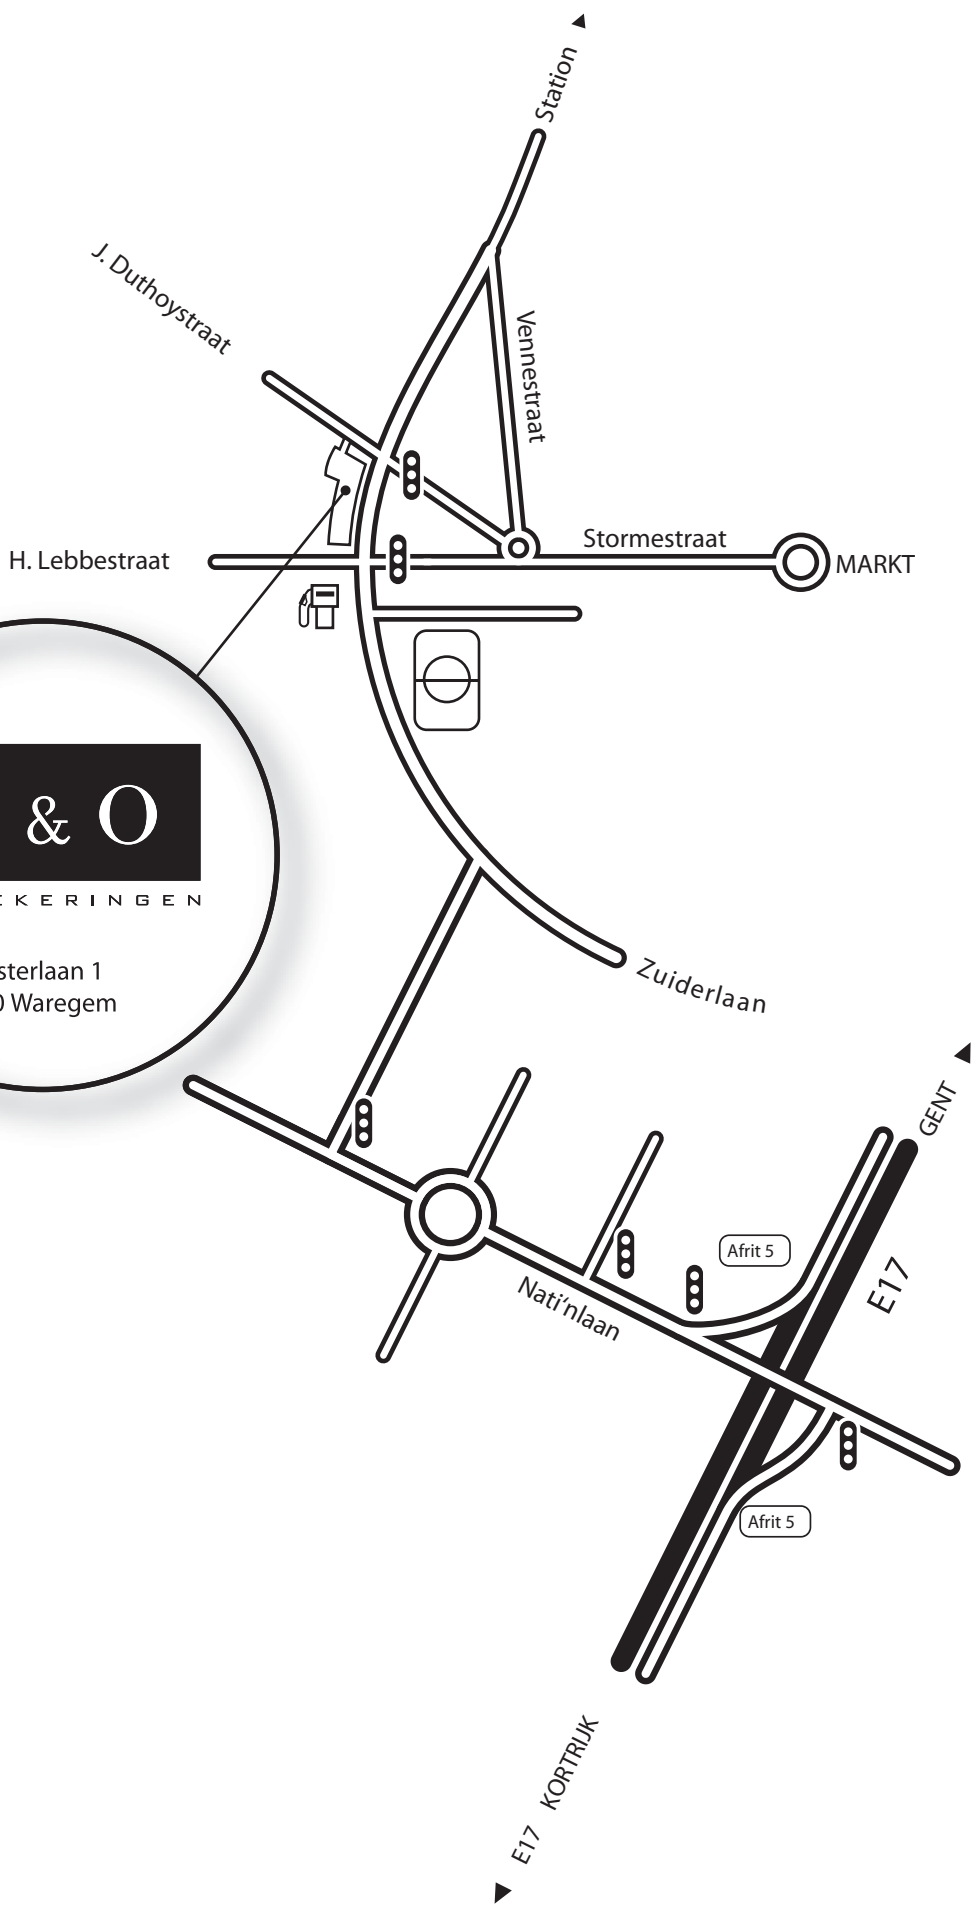 Station
J. Duthoystraat
Vennestraat
Stormestraat
H. Lebbestraat
MARKT
& O
EKERINGEN
sterlaan 1
0 Waregem
Zuiderlaan
GENT
Afrit 5
E17
Nati'nlaan
Afrit 5
E17 KORTRIJK